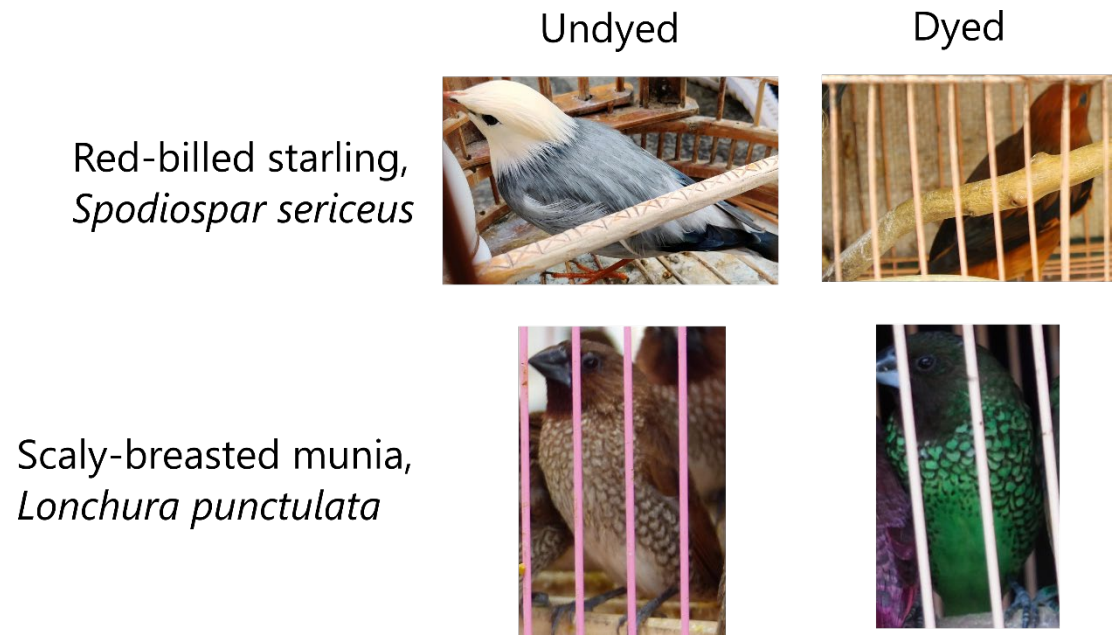 Undyed
Dyed
Red-billed starling,
Spodiospar sericeus
Scaly-breasted munia,
Lonchura punctulata